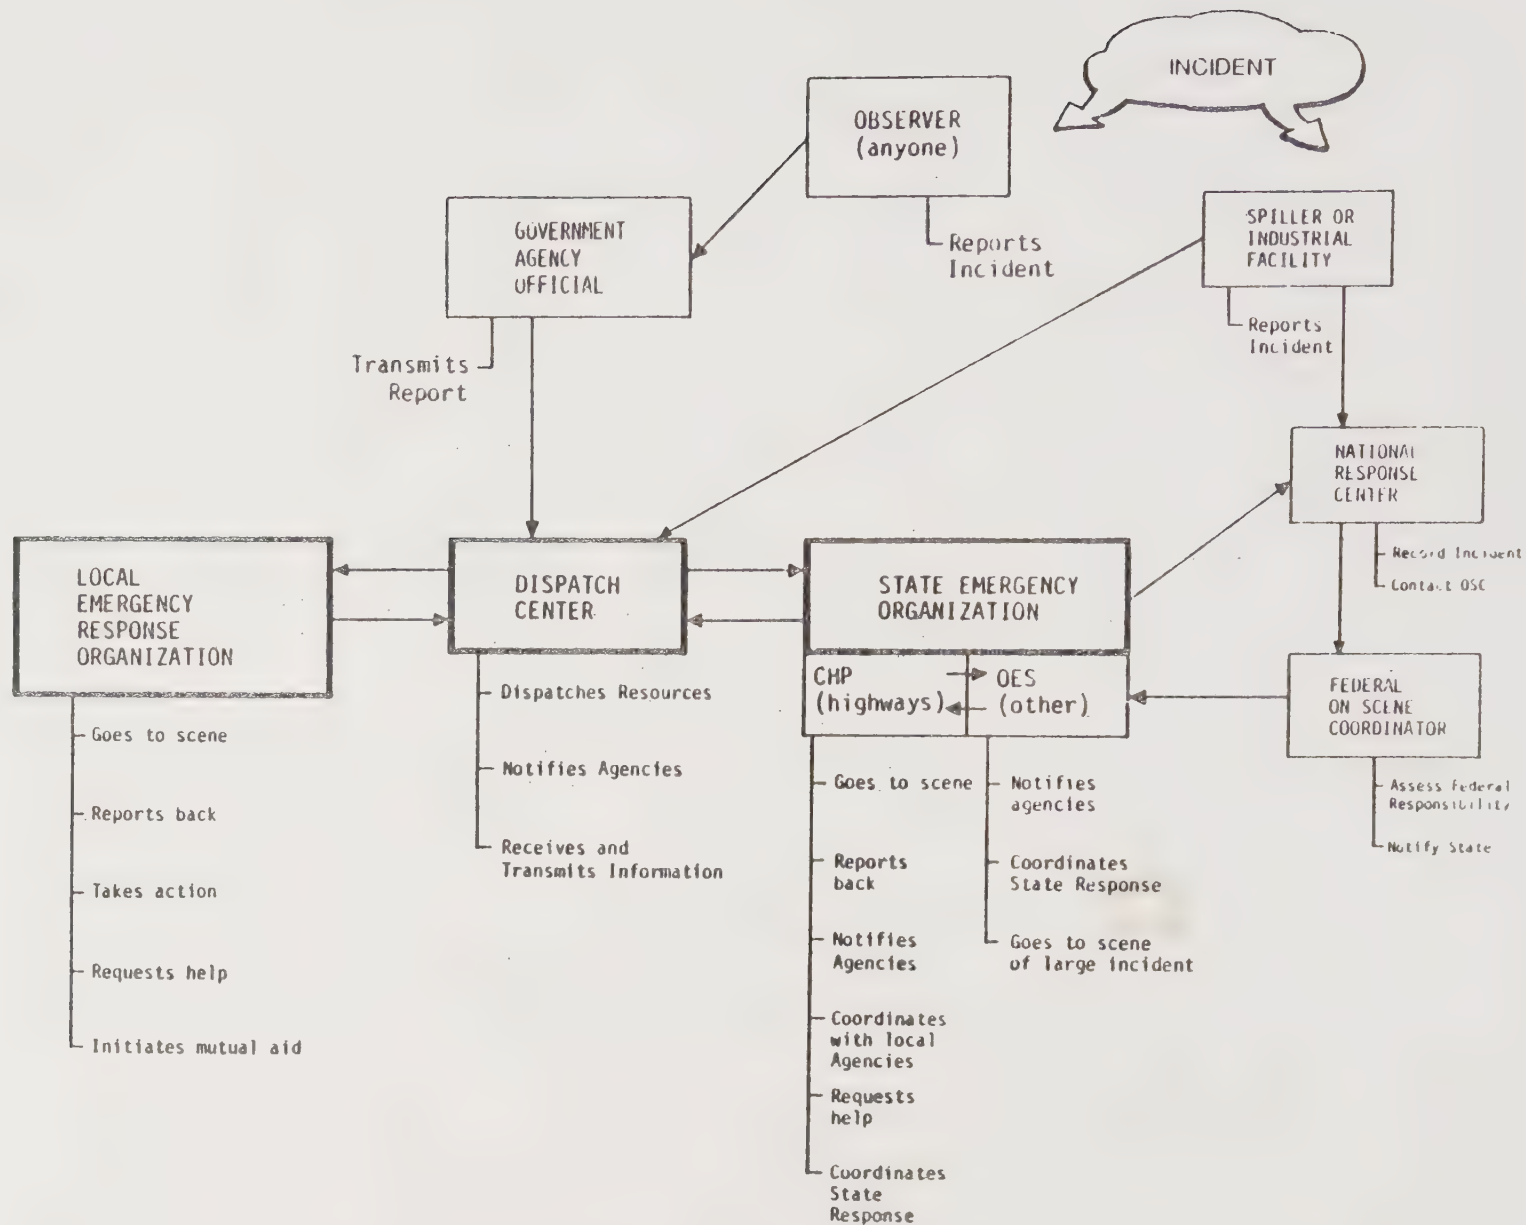 INCIDENT
OBSERVER
(anyone)
Reports
Incident
GOVERNMENT
AGENCY
OFFICIAL
Transmits
Report
SPILLER OR
INDUSTRIAL
FACILITY
Reports
Incident
NATIONAL
RESPONSE
CENTER
Record Incident
Contact OSC
LOCAL
EMERGENCY
RESPONSE
ORGANIZATION
Goes to scene
Reports back
Takes action
Requests help
Initiates mutual aid
DISPATCH
CENTER
Dispatches Resources
Notifies Agencies
Receives and
Transmits Information
STATE EMERGENCY
ORGANIZATION
CHP
(highways)
OES
(other)
Goes to scene
Reports
back
Notifies
Agencies
Coordinates
with local
Agencies
Requests
help
Coordinates
State
Response
Notifies
agencies
Coordinates
State Response
Goes to scene
of large incident
FEDERAL
ON SCENE
COORDINATOR
Assess Federal
Responsibility
Notify State